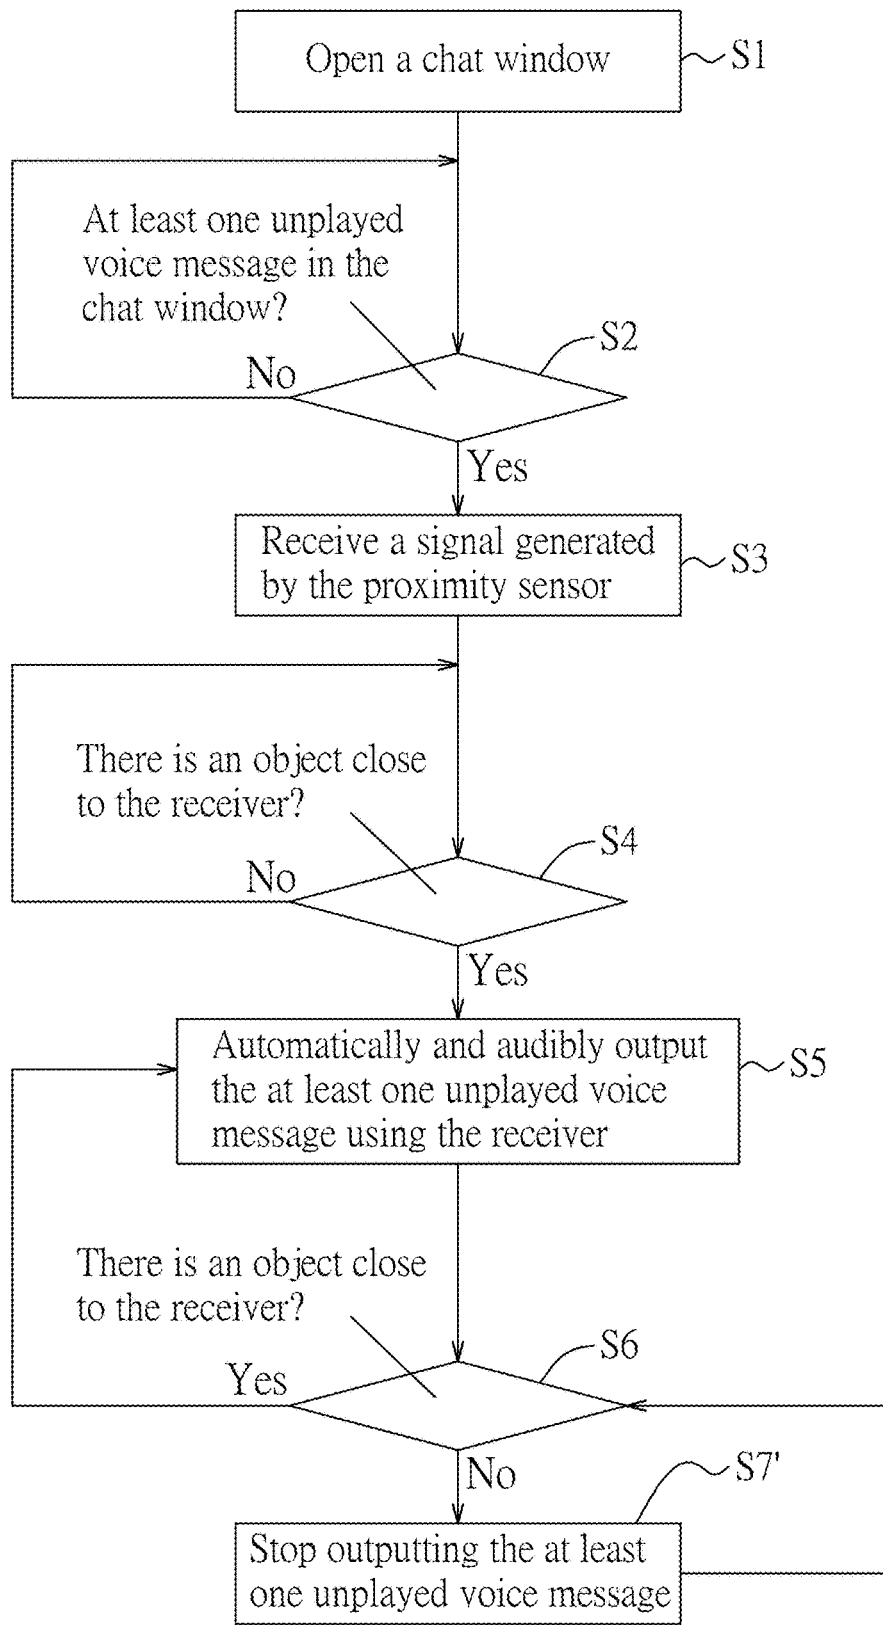 Open a chat window
S1
At least one unplayed
voice message in the
chat window?
S2
No
Yes
Receive a signal generated
by the proximity sensor
S3
There is an object close
to the receiver?
S4
No
Yes
Automatically and audibly output
the at least one unplayed voice
message using the receiver
S5
There is an object close
to the receiver?
S6
Yes
No
S7'
Stop outputting the at least
one unplayed voice message